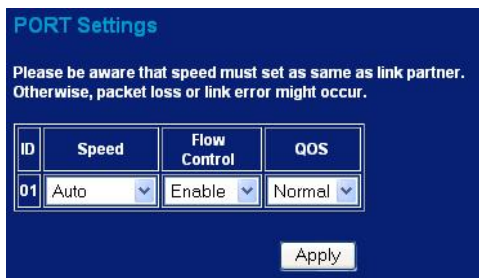 PORT Settings
Please be aware that speed must set as same as link partner.
Otherwise, packet loss or link error might occur.
ID Speed Flow Control QOS
01 Auto Enable Normal
Apply